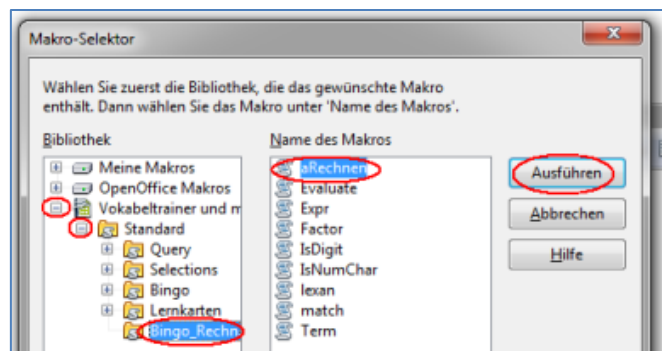 Makro-Selektor
Wählen Sie zuerst die Bibliothek, die das gewünschte Makro
enthält. Dann wählen Sie das Makro unter 'Name des Makros'.
Bibliothek
Meine Makros
OpenOffice Makros
Vokabeltrainer und m
Standard
Query
Selections
Bingo
Lernkarten
Bingo_Rechn
Name des Makros
aRechnen
Evaluate
Expr
Factor
IsDigit
IsNumChar
lexan
match
Term
Ausführen
Abbrechen
Hilfe